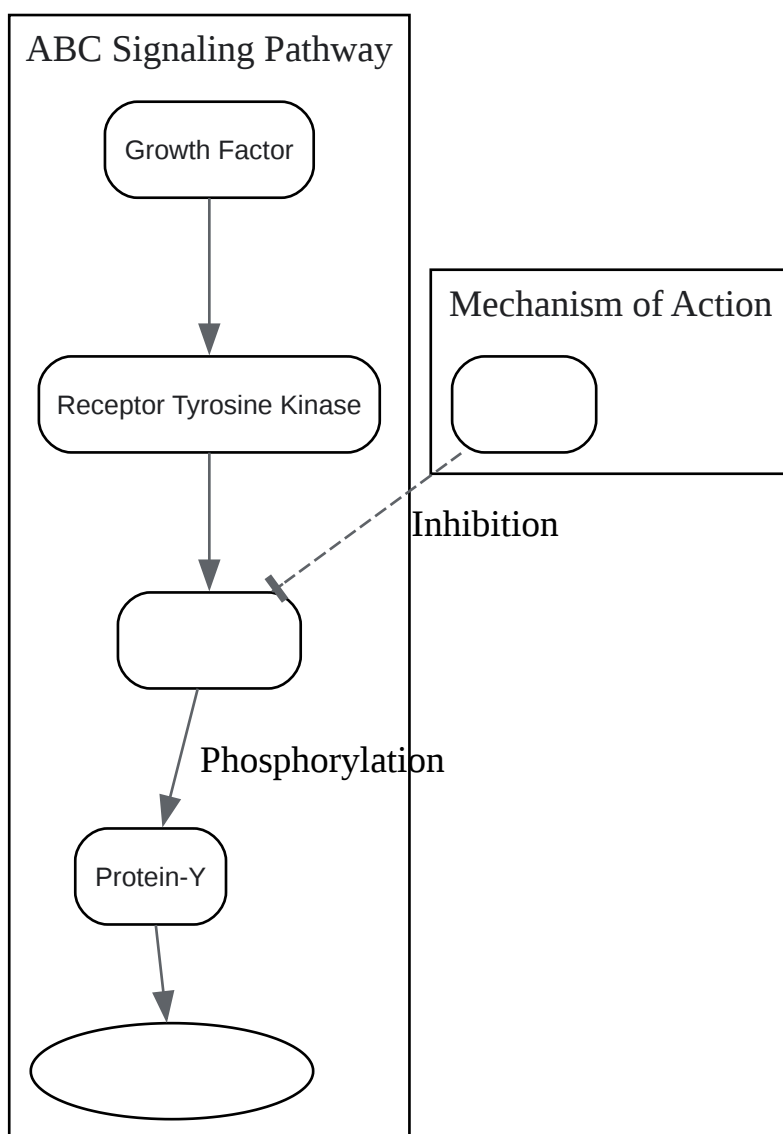 ABC Signaling Pathway
Growth Factor
Mechanism of Action
Receptor Tyrosine Kinase
Inhibition
Phosphorylation
Protein-Y